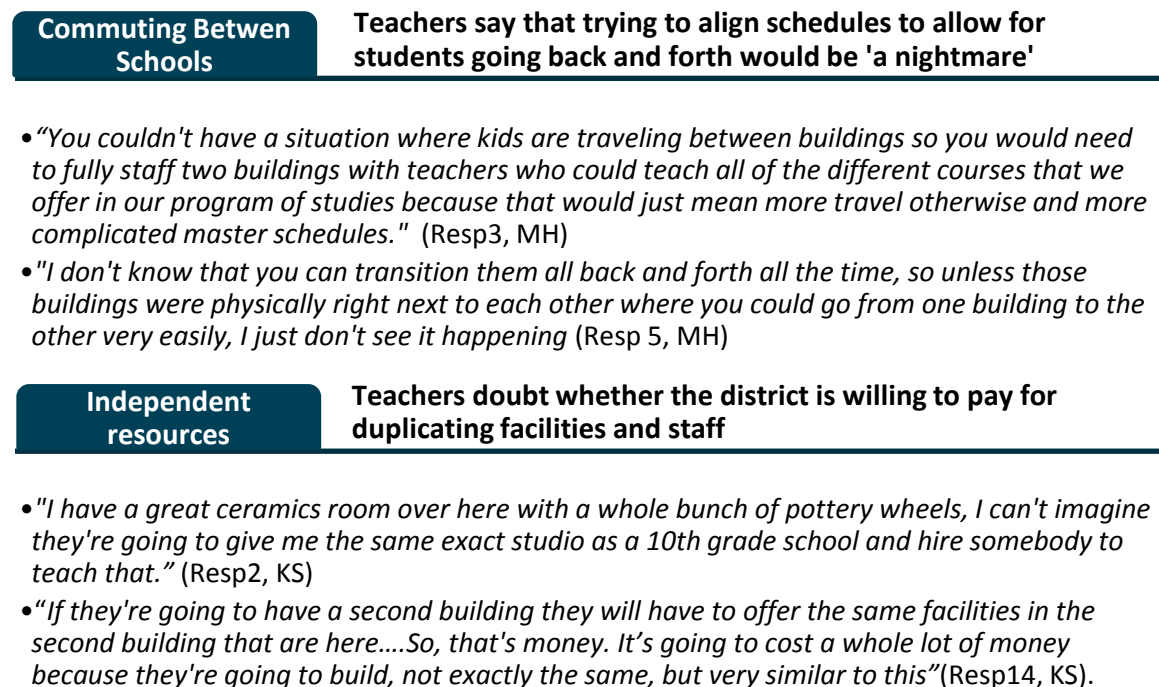 Commuting Betwen
Schools
Teachers say that trying to align schedules to allow for
students going back and forth would be 'a nightmare'
•“You couldn't have a situation where kids are traveling between buildings so you would need
to fully staff two buildings with teachers who could teach all of the different courses that we
offer in our program of studies because that would just mean more travel otherwise and more
complicated master schedules."  (Resp3, MH)
•"I don't know that you can transition them all back and forth all the time, so unless those
buildings were physically right next to each other where you could go from one building to the
other very easily, I just don't see it happening (Resp 5, MH)
Independent
resources
Teachers doubt whether the district is willing to pay for
duplicating facilities and staff
•"I have a great ceramics room over here with a whole bunch of pottery wheels, I can't imagine
they're going to give me the same exact studio as a 10th grade school and hire somebody to
teach that.” (Resp2, KS)
•“If they're going to have a second building they will have to offer the same facilities in the
second building that are here....So, that's money. It’s going to cost a whole lot of money
because they're going to build, not exactly the same, but very similar to this”(Resp14, KS).